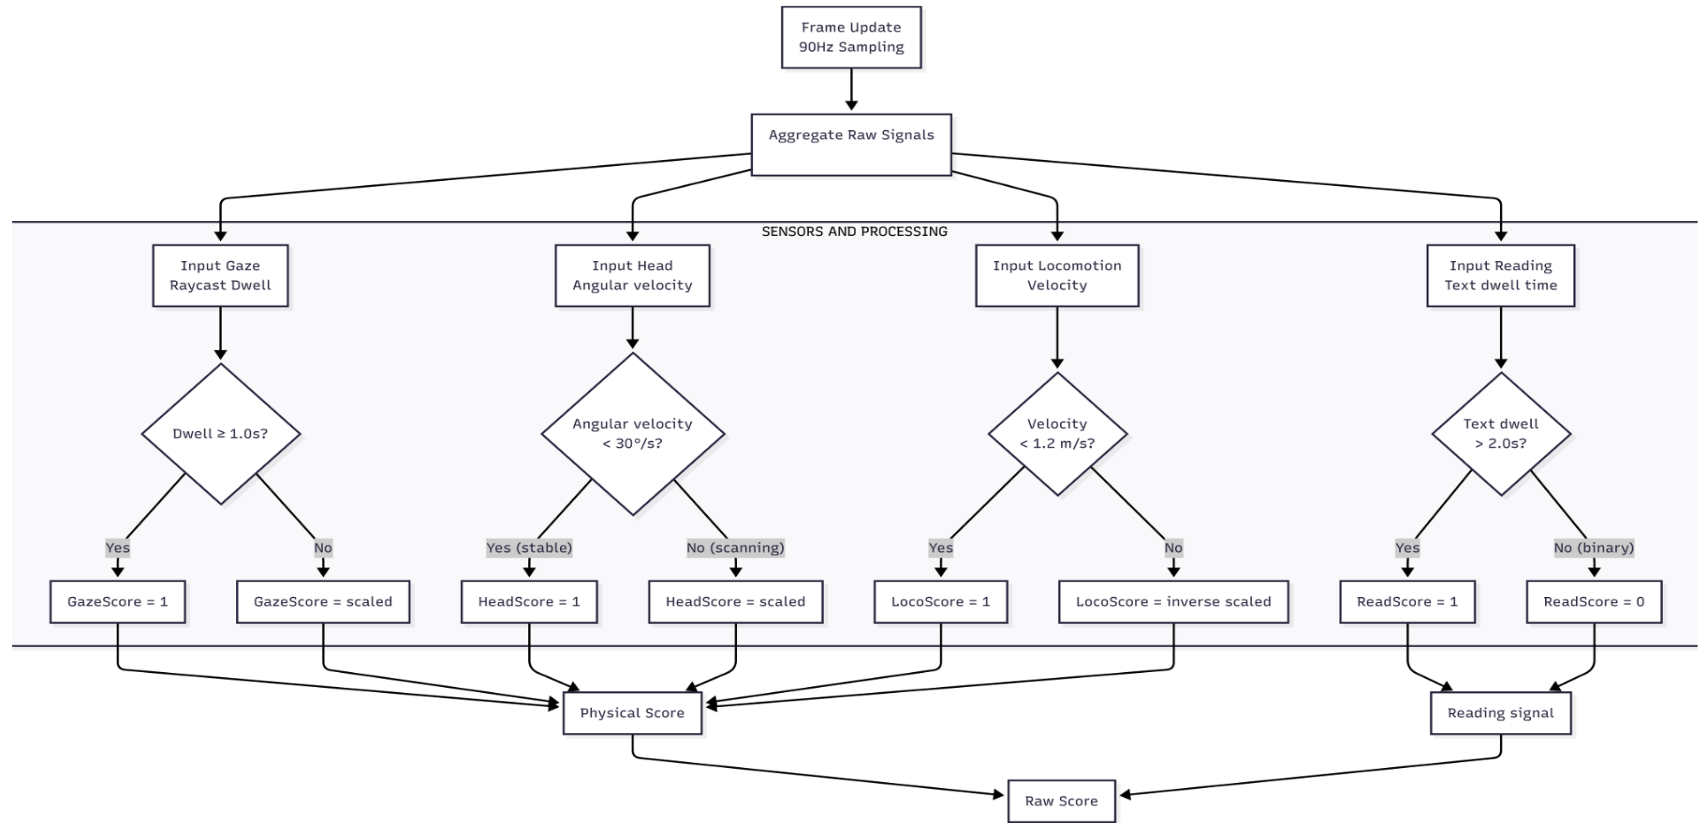 Frame Update
90Hz Sampling
Aggregate Raw Signals
SENSORS AND PROCESSING
Input Gaze
Raycast Dwell
Input Head
Angular velocity
Input Locomotion
Velocity
Input Reading
Text dwell time
Dwell ≥ 1.0s?
Angular velocity
< 30°/s?
Velocity
< 1.2 m/s?
Text dwell
> 2.0s?
Yes
No
Yes (stable)
No (scanning)
Yes
No
Yes
No (binary)
GazeScore = 1
GazeScore = scaled
HeadScore = 1
HeadScore = scaled
LocoScore = 1
LocoScore = inverse scaled
ReadScore = 1
ReadScore = 0
Physical Score
Reading signal
Raw Score